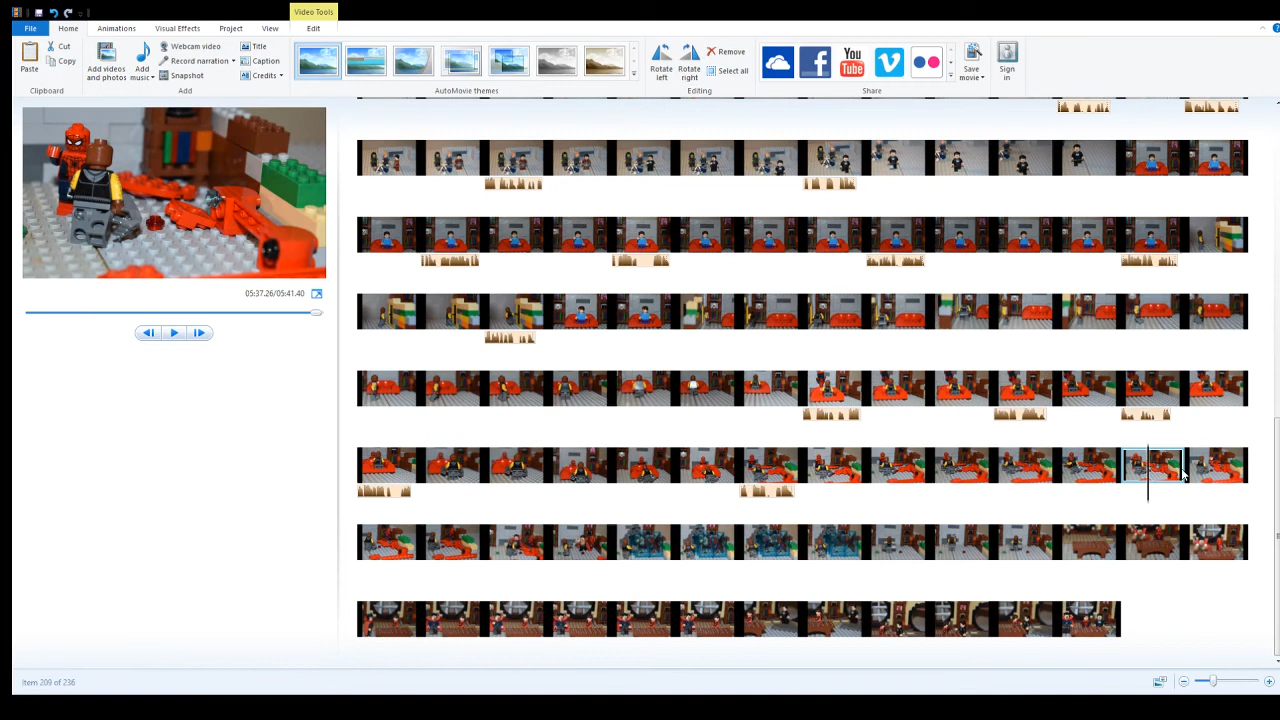 Video Tools
File Home Animations Visual Effects Project View Edit
Paste
Cut
Copy
Clipboard
Add videos and photos
Add music
Webcam video
Record narration
Snapshot
Title
Caption
Credits
Add
AutoMovie themes
Rotate left
Rotate right
Remove
Select all
Editing
You Tube
Share
Save movie
Sign in
05:37.26/05:41.40
Item 209 of 236